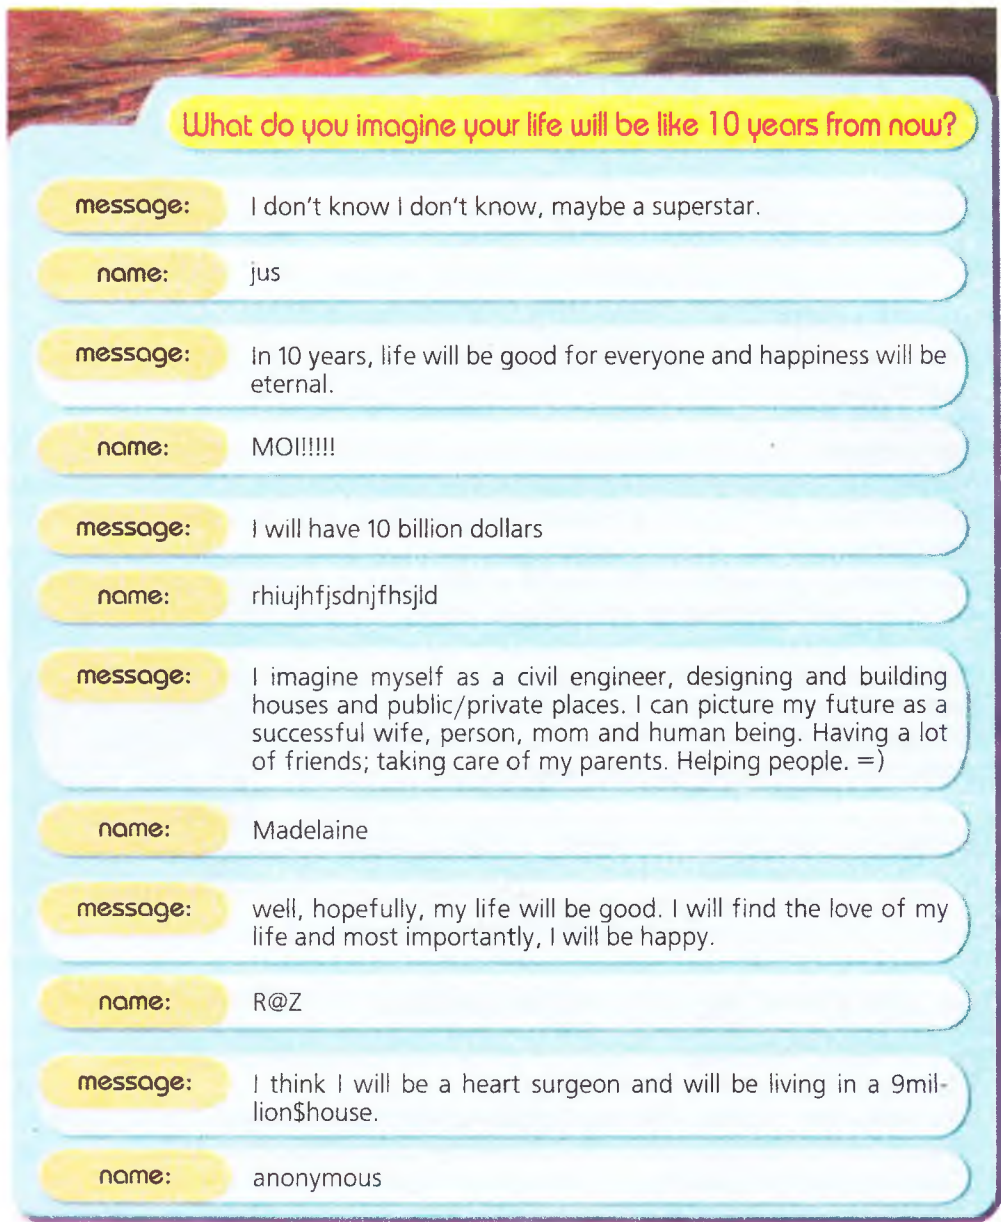 What do you imagine your life will be like 10 years from now?
message: I don't know I don't know, maybe a superstar.
name: jus
message: In 10 years, life will be good for everyone and happiness will be
eternal.
name: MOI!!!!!!
message: I will have 10 billion dollars
name: rhiujhfjsdnjfhsjld
message: I imagine myself as a civil engineer, designing and building
houses and public/private places. I can picture my future as a
successful wife, person, mom and human being. Having a lot
of friends; taking care of my parents. Helping people. =)
name: Madelaine
message: well, hopefully, my life will be good. I will find the love of my
life and most importantly, I will be happy.
name: R@Z
message: I think I will be a heart surgeon and will be living in a 9mil-
lion$house.
name: anonymous